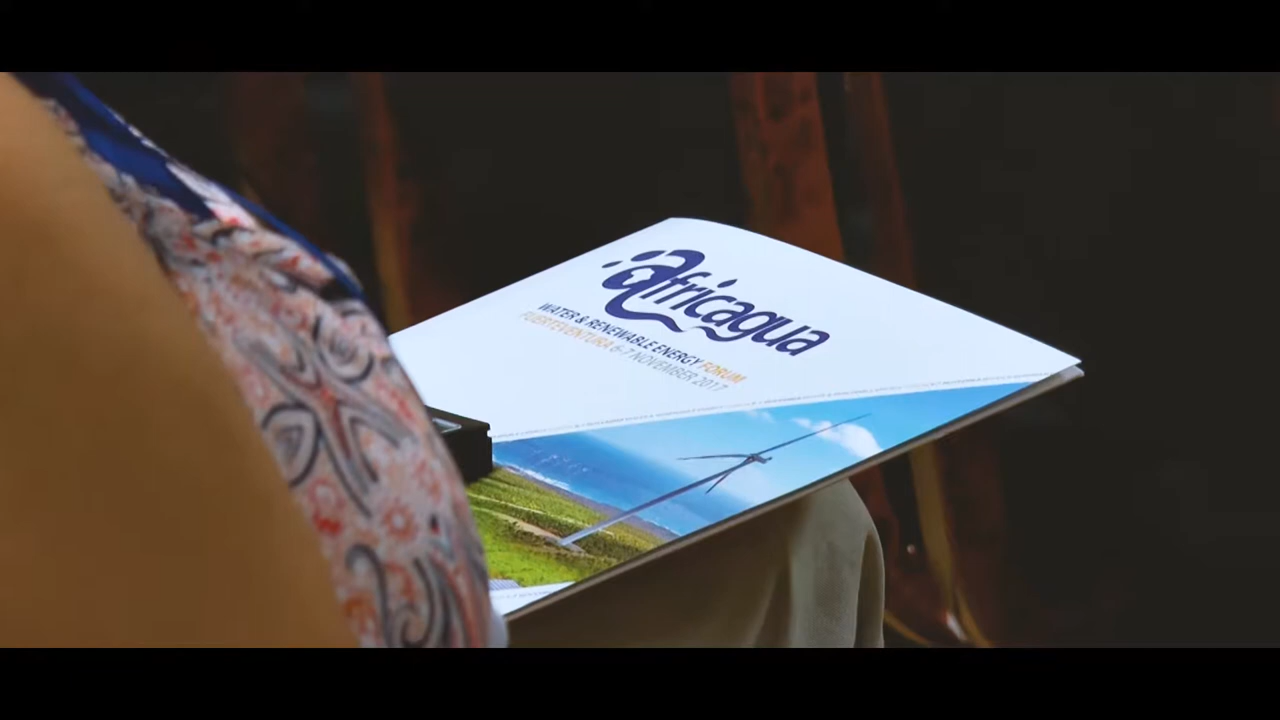 africagua
WATER & RENEWABLE ENERGY FORUM
FUERTEVENTURA 6-7 NOVEMBER 2017